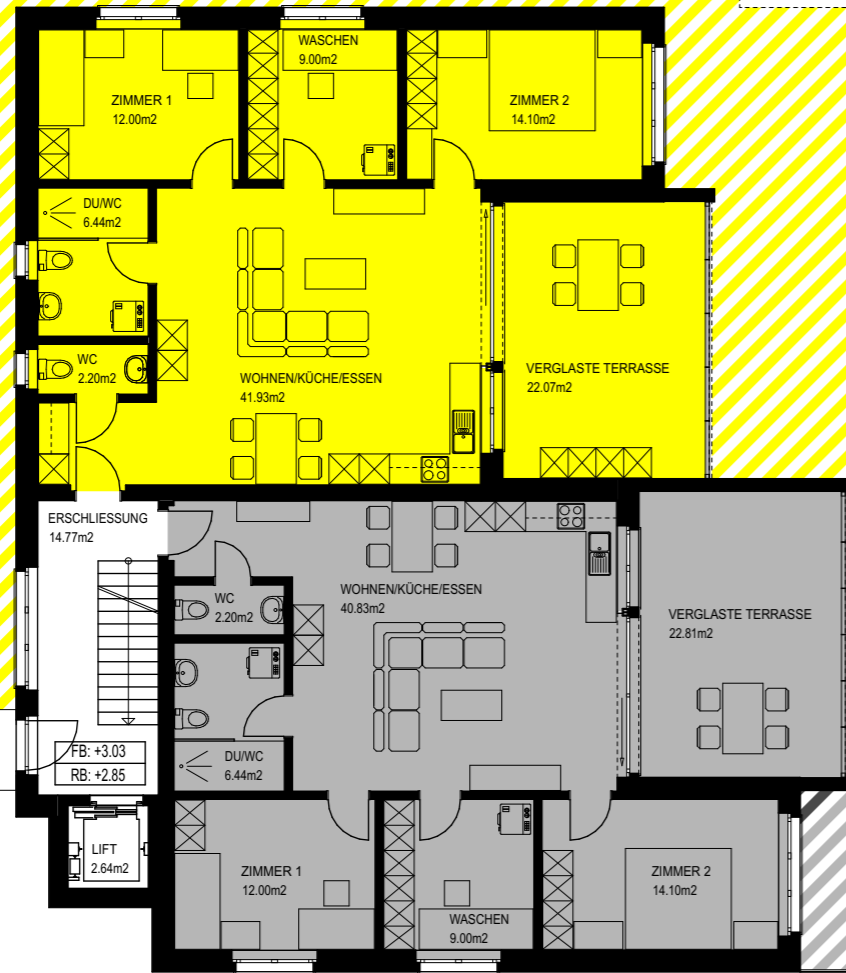 WASCHEN
9.00m2
ZIMMER 1
12.00m2
ZIMMER 2
14.10m2
DU/WC
6.44m2
WC
2.20m2
WOHNEN/KÜCHE/ESSEN
41.93m2
VERGLASTE TERRASSE
22.07m2
ERSCHLIESSUNG
14.77m2
WC
2.20m2
WOHNEN/KÜCHE/ESSEN
40.83m2
VERGLASTE TERRASSE
22.81m2
FB: +3.03
RB: +2.85
DU/WC
6.44m2
LIFT
2.64m2
ZIMMER 1
12.00m2
WASCHEN
9.00m2
ZIMMER 2
14.10m2